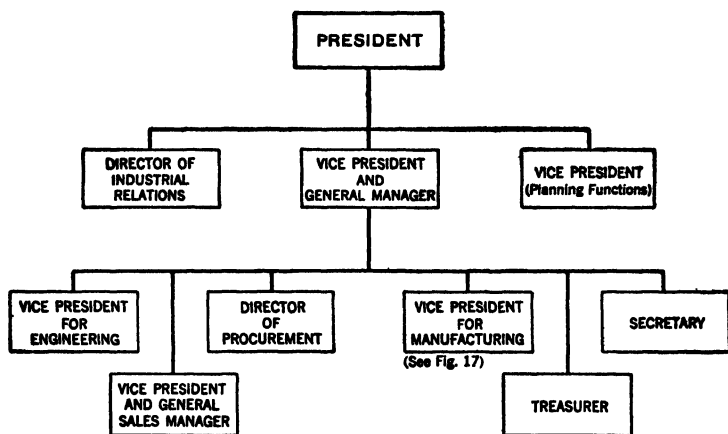 PRESIDENT
DIRECTOR OF
INDUSTRIAL
RELATIONS
VICE PRESIDENT
AND
GENERAL MANAGER
VICE PRESIDENT
(Planning Functions)
VICE PRESIDENT
FOR
ENGINEERING
DIRECTOR
OF
PROCUREMENT
VICE PRESIDENT
FOR
MANUFACTURING
(See Fig. 17)
SECRETARY
VICE PRESIDENT
AND GENERAL
SALES MANAGER
TREASURER